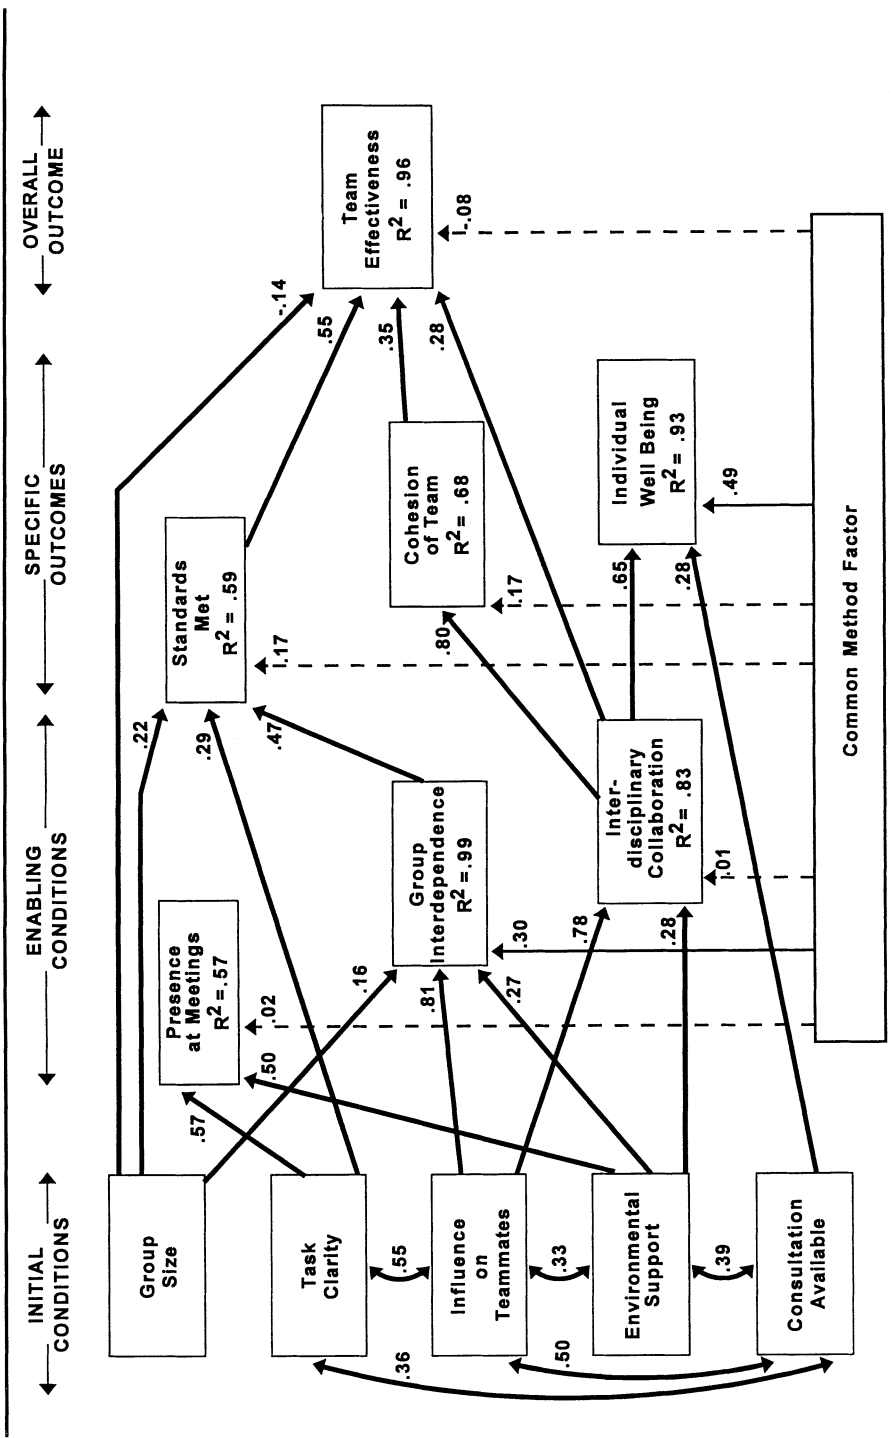 INITIAL
CONDITIONS
ENABLING
CONDITIONS
SPECIFIC
OUTCOMES
OVERALL
OUTCOME
Group
Size
Task
Clarity
Influence
on
Teammates
Environmental
Support
Consultation
Available
.55
.33
.39
.36
.50
Presence
at Meetings
R2 =.57
Group
Interdependence
R2 =.99
Inter-
disciplinary
Collaboration
R2 = .83
.57
.50
.02
.16
.81
.27
.30
.78
.28
.01
Standards
Met
R2 = .59
Cohesion
of Team
R2 = .68
Individual
Well Being
R2 = .93
.22
.29
.47
.17
.80
.17
.65
.28
.49
Team
Effectiveness
R2 = .96
-.14
.55
.35
.28
-.08
Common Method Factor